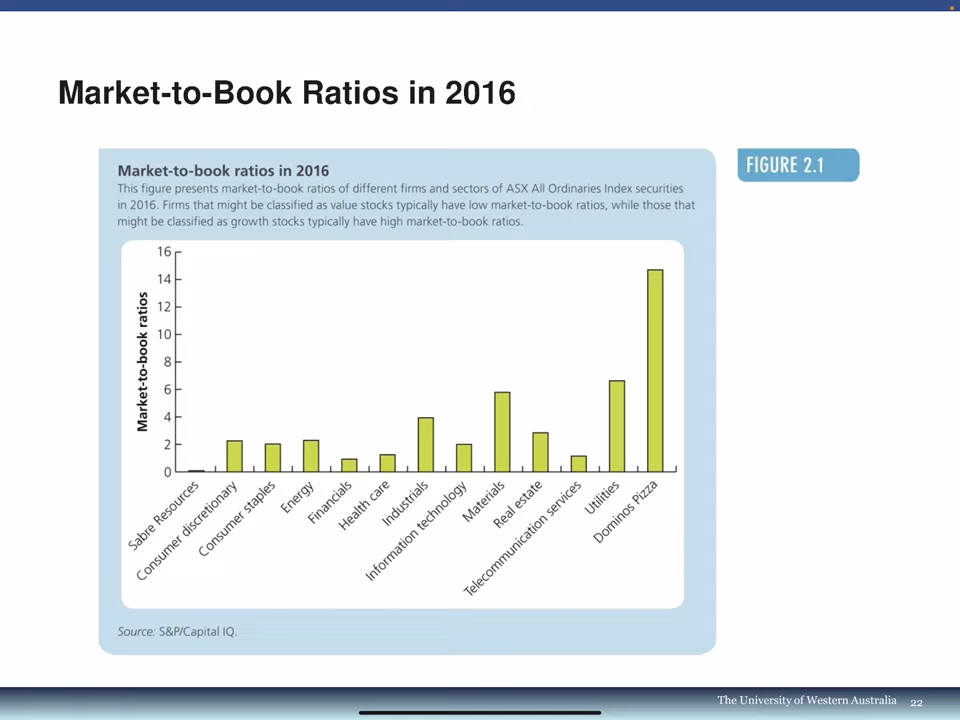 Market-to-Book Ratios in 2016
FIGURE 2.1
Market-to-book ratios in 2016
This figure presents market-to-book ratios of different firms and sectors of ASX All Ordinaries Index securities
in 2016. Firms that might be classified as value stocks typically have low market-to-book ratios, while those that
might be classified as growth stocks typically have high market-to-book ratios.
Market-to-book ratios
16
14
12
10
8
6
4
2
0
Sabre Resources
Consumer discretionary
Consumer staples
Energy
Financials
Health care
Industrials
Information technology
Materials
Real estate
Telecommunication services
Utilities
Dominos Pizza
Source: S&P/Capital IQ.
The University of Western Australia 22